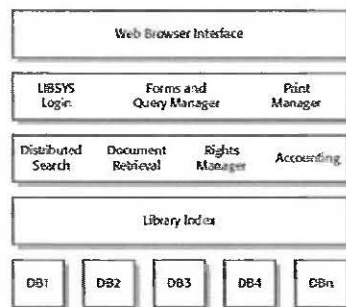 Web Browser Interface
LIBSYS Login
Forms and Query Manager
Print Manager
Distributed Search
Document Retrieval
Rights Manager
Accounting
Library Index
DB1 DB2 DB3 DB4 DBn